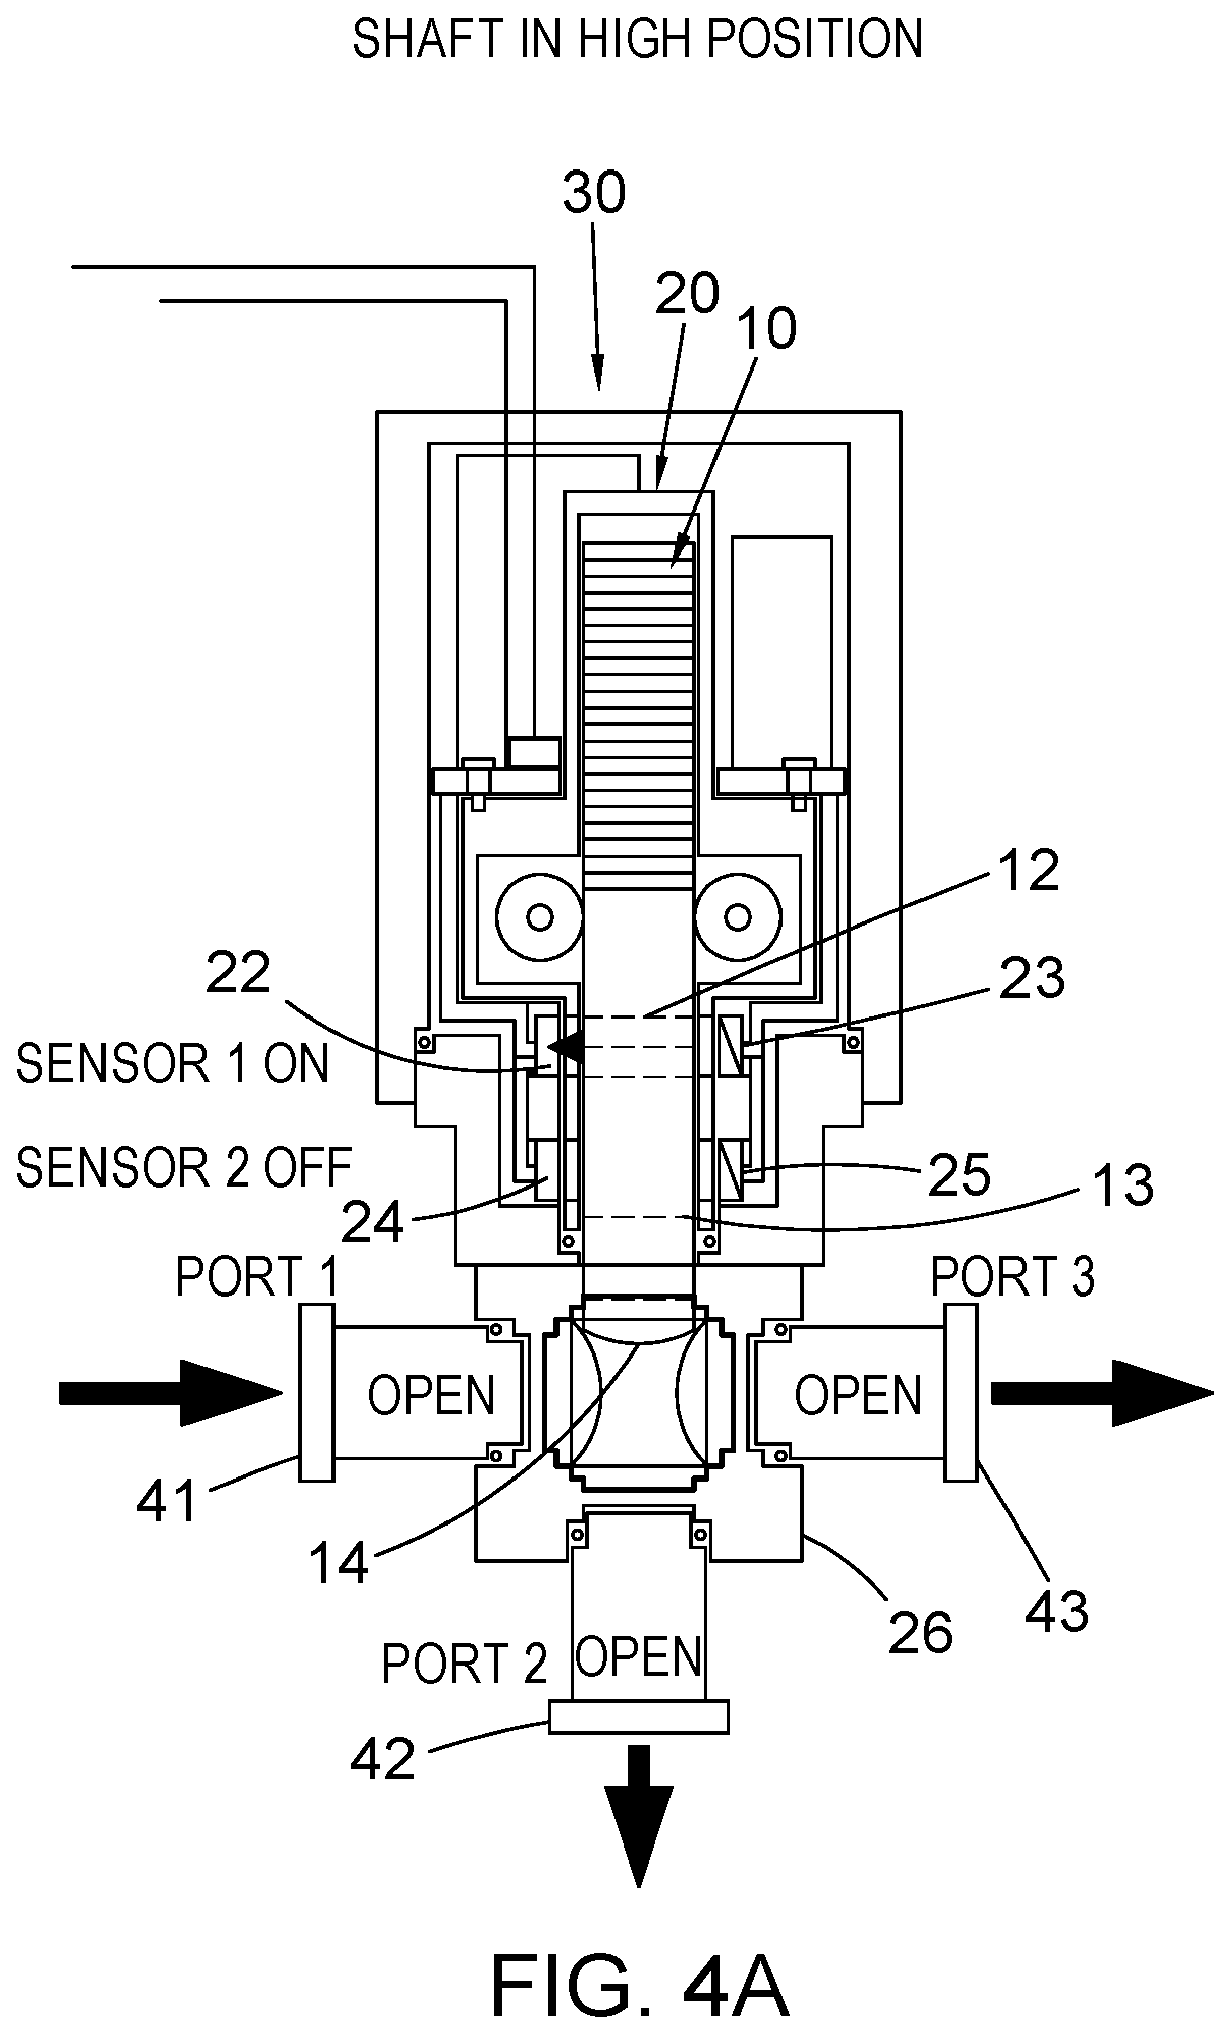 SHAFT IN HIGH POSITION
30
20
10
12
22
23
SENSOR 1 ON
SENSOR 2 OFF
24
25
13
PORT 1
PORT 3
OPEN
OPEN
41
14
43
26
PORT 2
OPEN
42
FIG. 4A